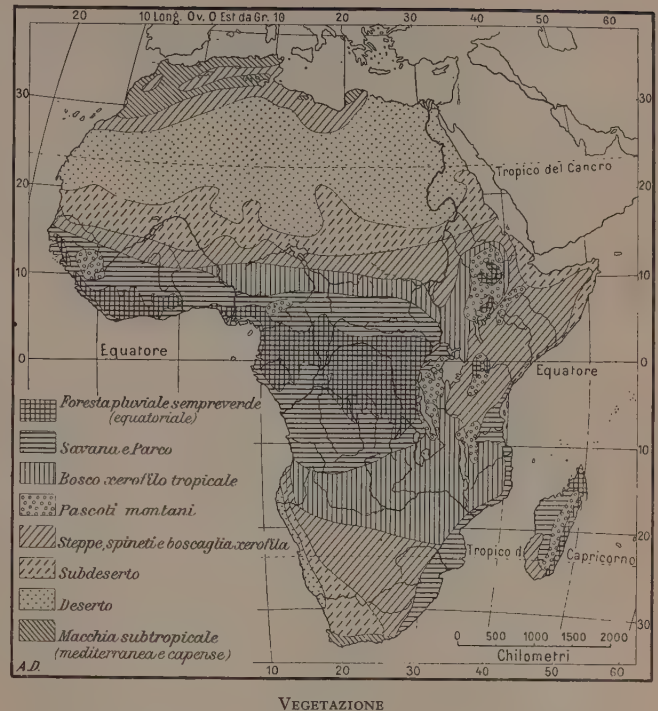 20 10 Long. Ov. 0 Est da Gr. 10 20 30 40 50 60
30
30
Tropico del Cancro
20
20
10
10
0
Equatore
Equatore
0
Foresta pluviale sempreverde
(equatoriale)
Savana e Parco
Bosco xerofilo tropicale
10
Pascoli montani
Steppe, spineti e boscaglia xerofila
20
Tropico d. Capricorno
Subdeserto
Deserto
Macchia subtropicale
(mediterranea e capense)
30
0 500 1000 1500 2000
Chilometri
A.D.
10 20 30 40 50 60
VEGETAZIONE